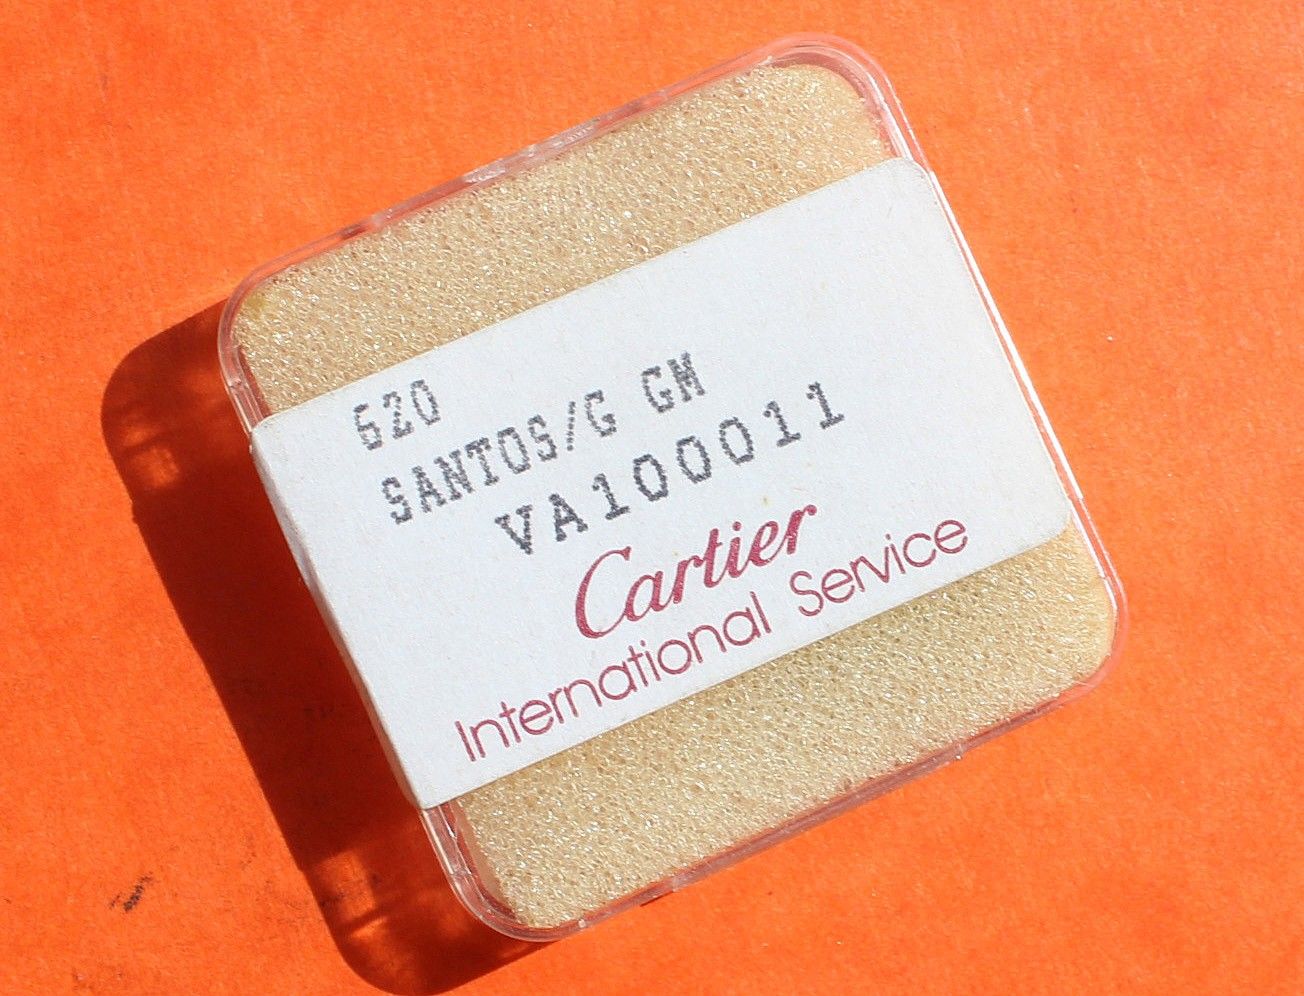 620
SANTOS/G GM
VA100011
Cartier
International Service